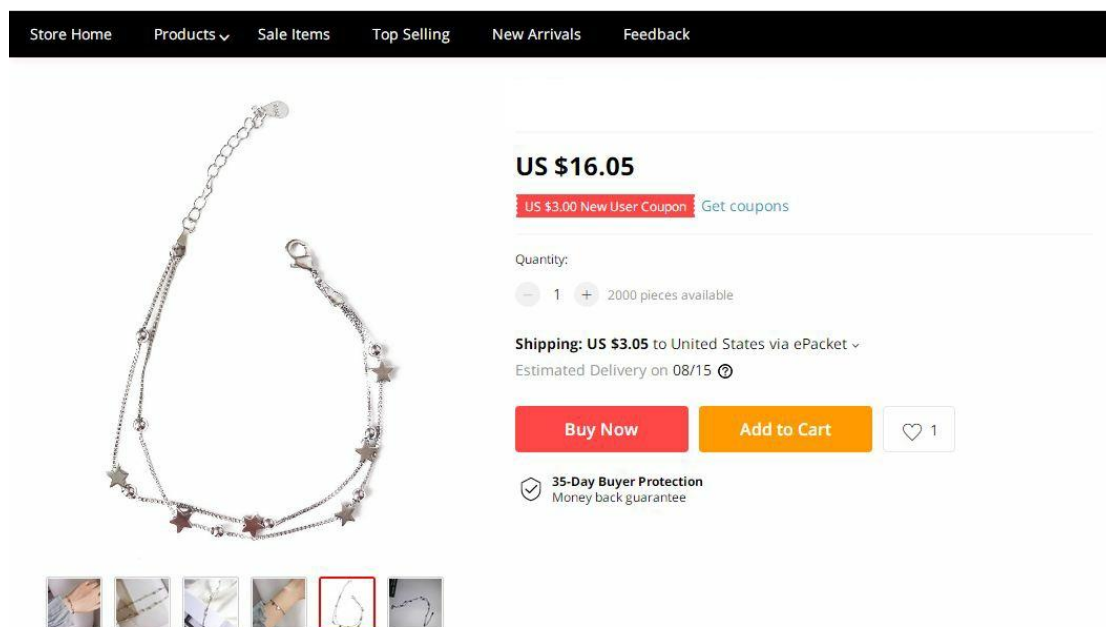 Store Home Products Sale Items Top Selling New Arrivals Feedback
US $16.05
US $3.00 New User Coupon Get coupons
Quantity:
− 1 + 2000 pieces available
Shipping: US $3.05 to United States via ePacket
Estimated Delivery on 08/15
Buy Now Add to Cart 1
35-Day Buyer Protection
Money back guarantee